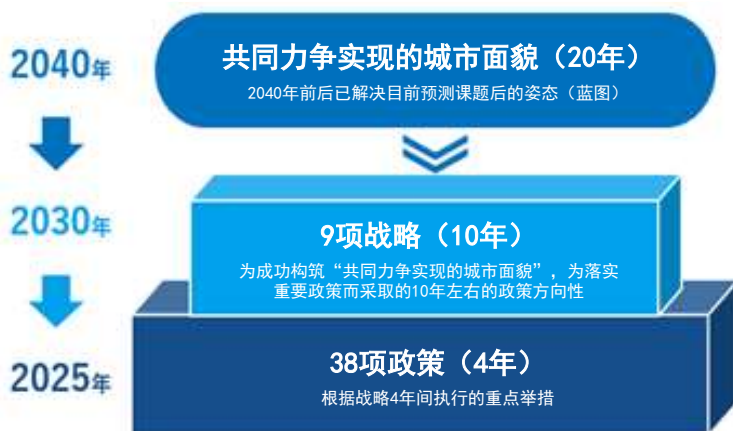 2040年
共同力争实现的城市面貌（20年）
2040年前后已解决目前预测课题后的姿态（蓝图）
2030年
9项战略（10年）
为成功构筑“共同力争实现的城市面貌”，为落实
重要政策而采取的10年左右的政策方向性
2025年
38项政策（4年）
根据战略4年间执行的重点举措